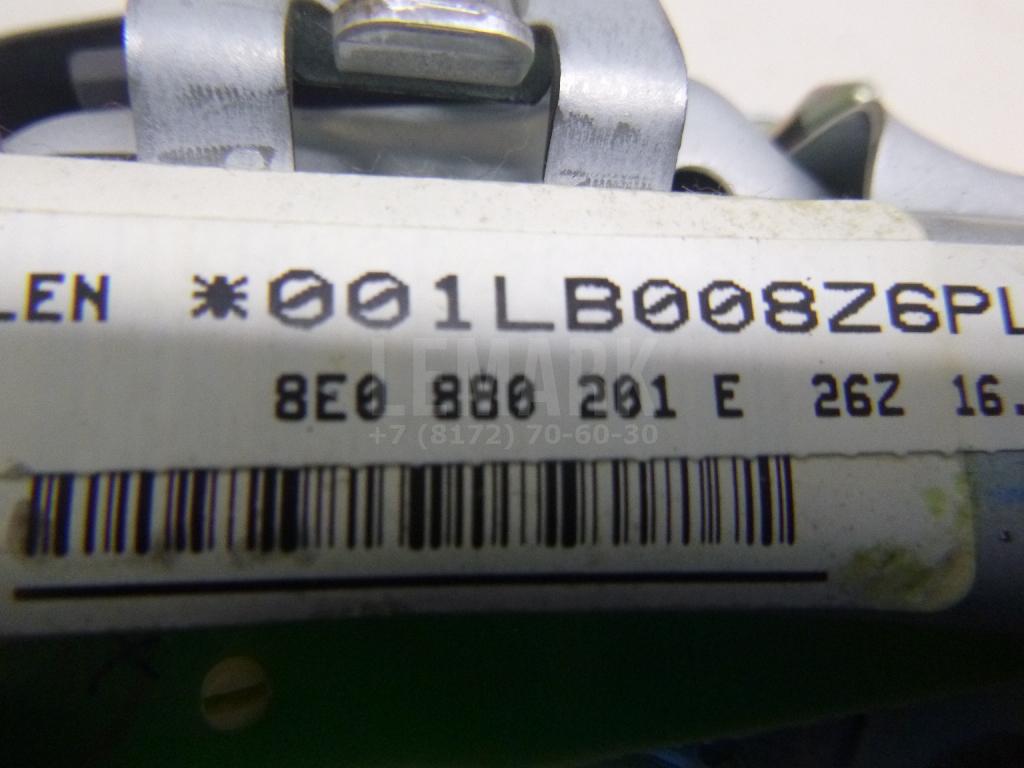 LEN *001LB008Z6PL
8E0 880 201 E 26Z 16.
LEMARK
+7 (8172) 70-60-30